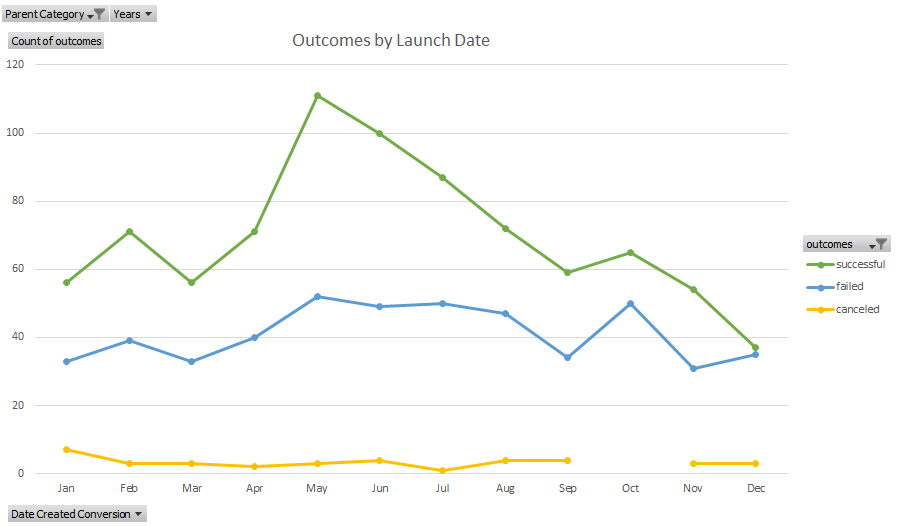 Parent Category Years
Count of outcomes
Outcomes by Launch Date
120
100
80
60
40
20
0
Jan Feb Mar Apr May Jun Jul Aug Sep Oct Nov Dec
outcomes
successful
failed
canceled
Date Created Conversion